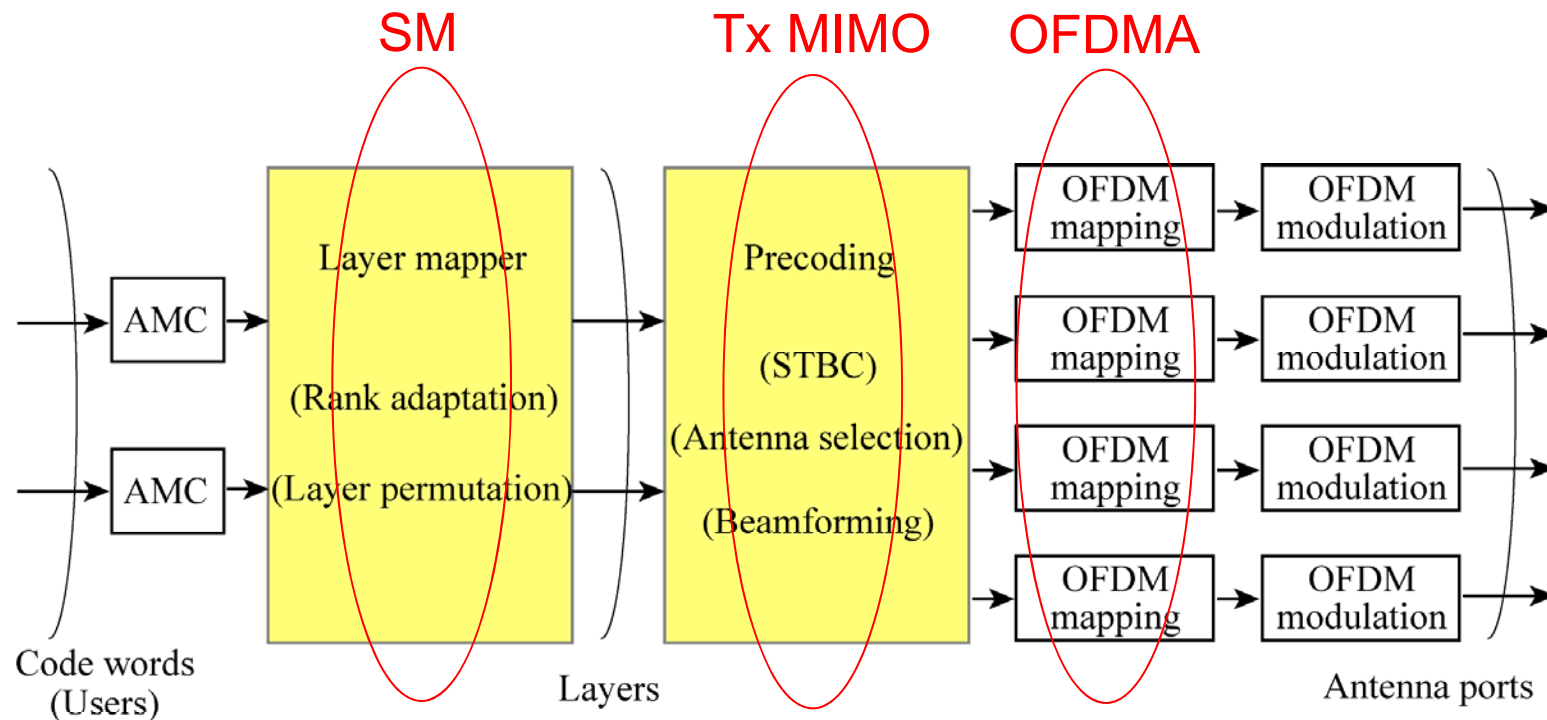 SM
Tx MIMO
OFDMA
AMC
AMC
Layer mapper
(Rank adaptation)
(Layer permutation)
Precoding
(STBC)
(Antenna selection)
(Beamforming)
OFDM
mapping
OFDM
modulation
OFDM
mapping
OFDM
modulation
OFDM
mapping
OFDM
modulation
OFDM
mapping
OFDM
modulation
Code words
(Users)
Layers
Antenna ports